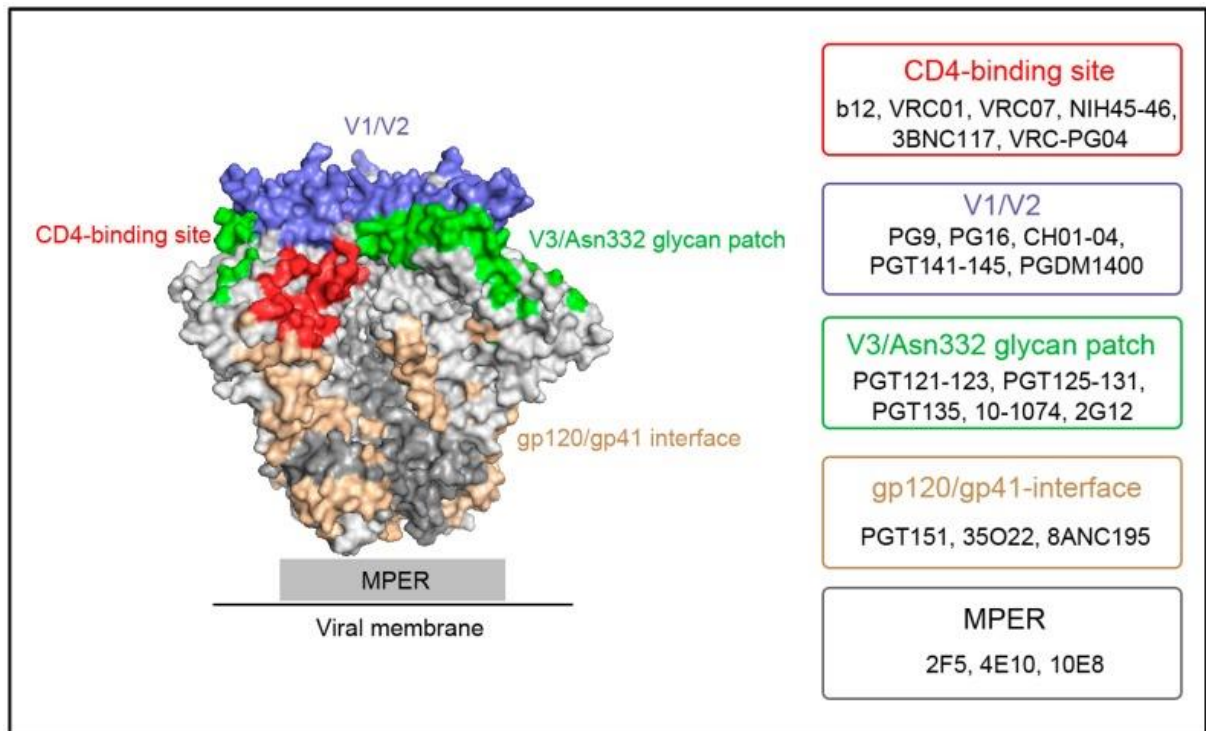 V1/V2
CD4-binding site
V3/Asn332 glycan patch
gp120/gp41 interface
MPER
Viral membrane
CD4-binding site
b12, VRC01, VRC07, NIH45-46,
3BNC117, VRC-PG04
V1/V2
PG9, PG16, CH01-04,
PGT141-145, PGDM1400
V3/Asn332 glycan patch
PGT121-123, PGT125-131,
PGT135, 10-1074, 2G12
gp120/gp41-interface
PGT151, 35O22, 8ANC195
MPER
2F5, 4E10, 10E8